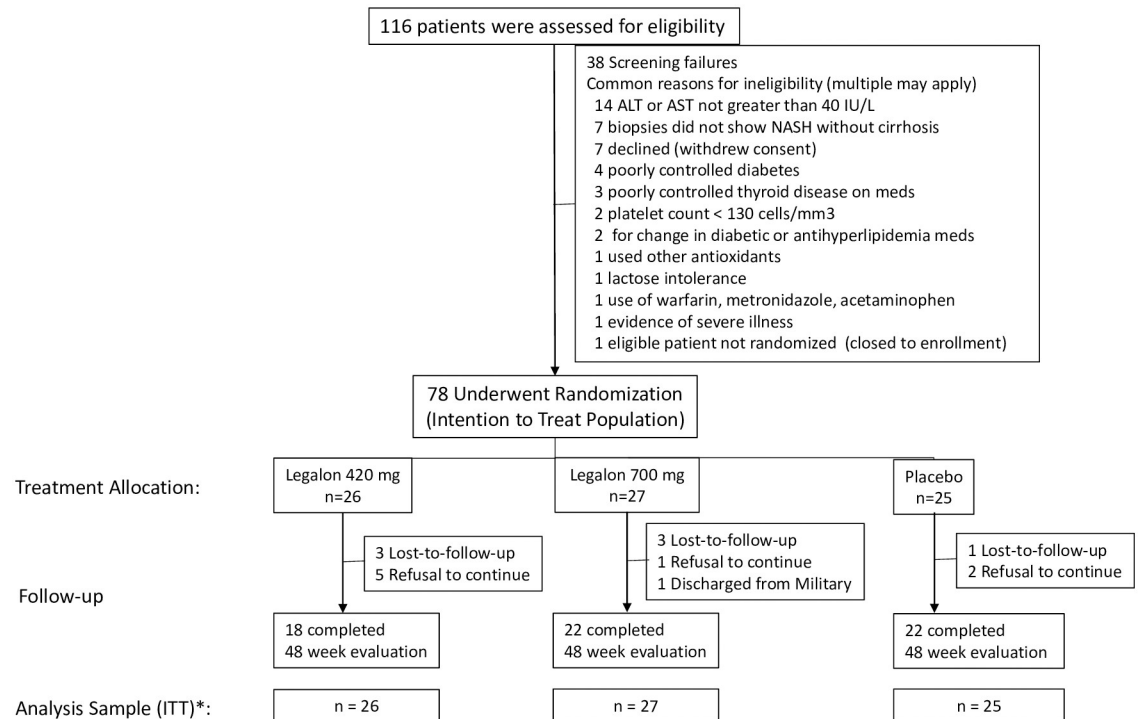 116 patients were assessed for eligibility
38 Screening failures
Common reasons for ineligibility (multiple may apply)
14 ALT or AST not greater than 40 IU/L
7 biopsies did not show NASH without cirrhosis
7 declined (withdrew consent)
4 poorly controlled diabetes
3 poorly controlled thyroid disease on meds
2 platelet count < 130 cells/mm3
2 for change in diabetic or antihyperlipidemia meds
1 used other antioxidants
1 lactose intolerance
1 use of warfarin, metronidazole, acetaminophen
1 evidence of severe illness
1 eligible patient not randomized (closed to enrollment)
78 Underwent Randomization
(Intention to Treat Population)
Treatment Allocation:
Legalon 420 mg
n=26
Legalon 700 mg
n=27
Placebo
n=25
Follow-up
3 Lost-to-follow-up
5 Refusal to continue
3 Lost-to-follow-up
1 Refusal to continue
1 Discharged from Military
1 Lost-to-follow-up
2 Refusal to continue
18 completed
48 week evaluation
22 completed
48 week evaluation
22 completed
48 week evaluation
Analysis Sample (ITT)*:
n = 26
n = 27
n = 25